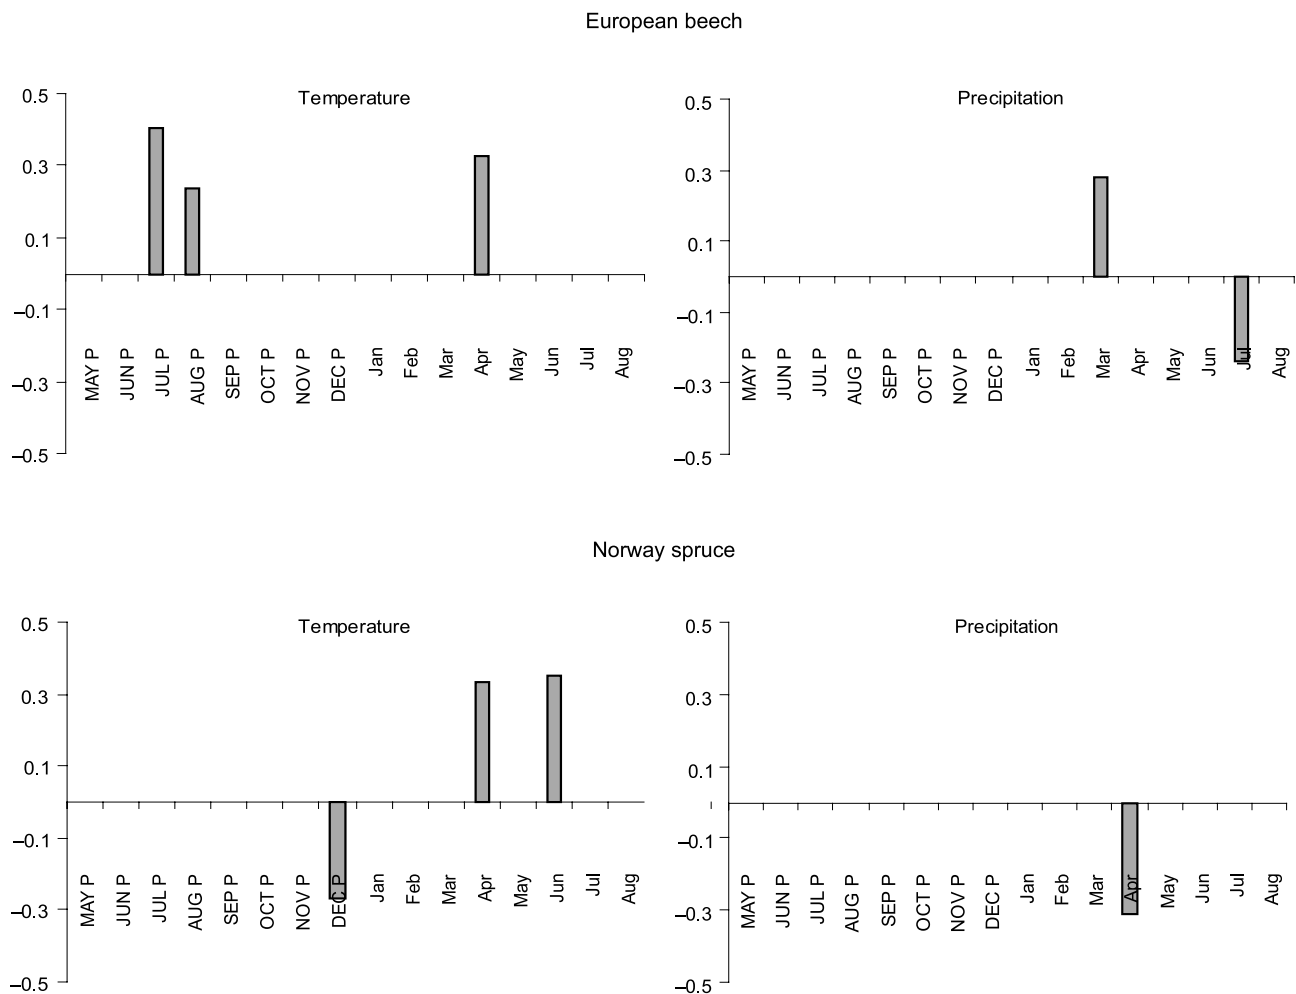 European beech
Temperature
0.5
0.3
0.1
–0.1
–0.3
–0.5
MAY P JUN P JUL P AUG P SEP P OCT P NOV P DEC P Jan Feb Mar Apr May Jun Jul Aug
Precipitation
0.5
0.3
0.1
–0.1
–0.3
–0.5
MAY P JUN P JUL P AUG P SEP P OCT P NOV P DEC P Jan Feb Mar Apr May Jun Jul Aug
Norway spruce
Temperature
0.5
0.3
0.1
–0.1
–0.3
–0.5
MAY P JUN P JUL P AUG P SEP P OCT P NOV P DEC P Jan Feb Mar Apr May Jun Jul Aug
Precipitation
0.5
0.3
0.1
–0.1
–0.3
–0.5
MAY P JUN P JUL P AUG P SEP P OCT P NOV P DEC P Jan Feb Mar Apr May Jun Jul Aug